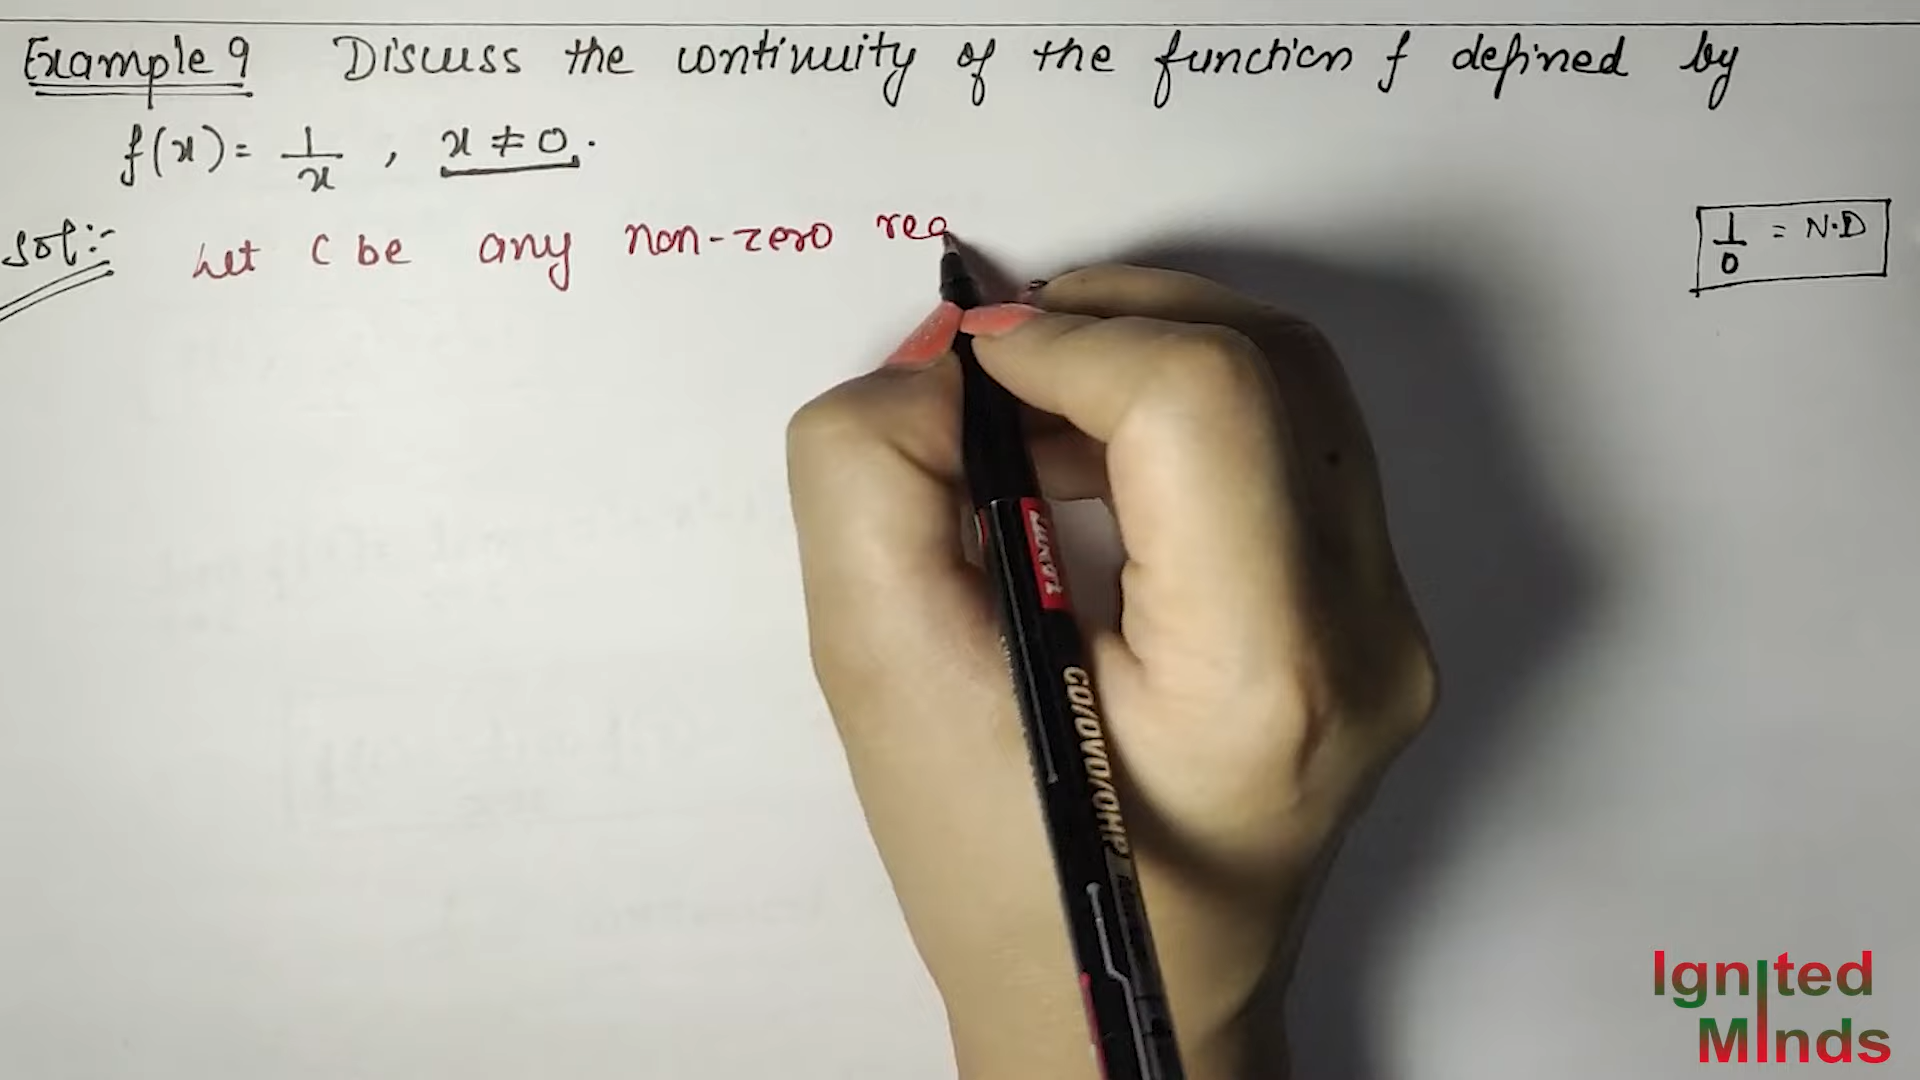 Example 9 Discuss the continuity of the function f defined by
f(x) = 1/x , x ≠ 0.
Sol:- Let C be any non-zero rea
1/0 = N.D
LUXOR
CD/DVD/OHP
Ignited
Minds